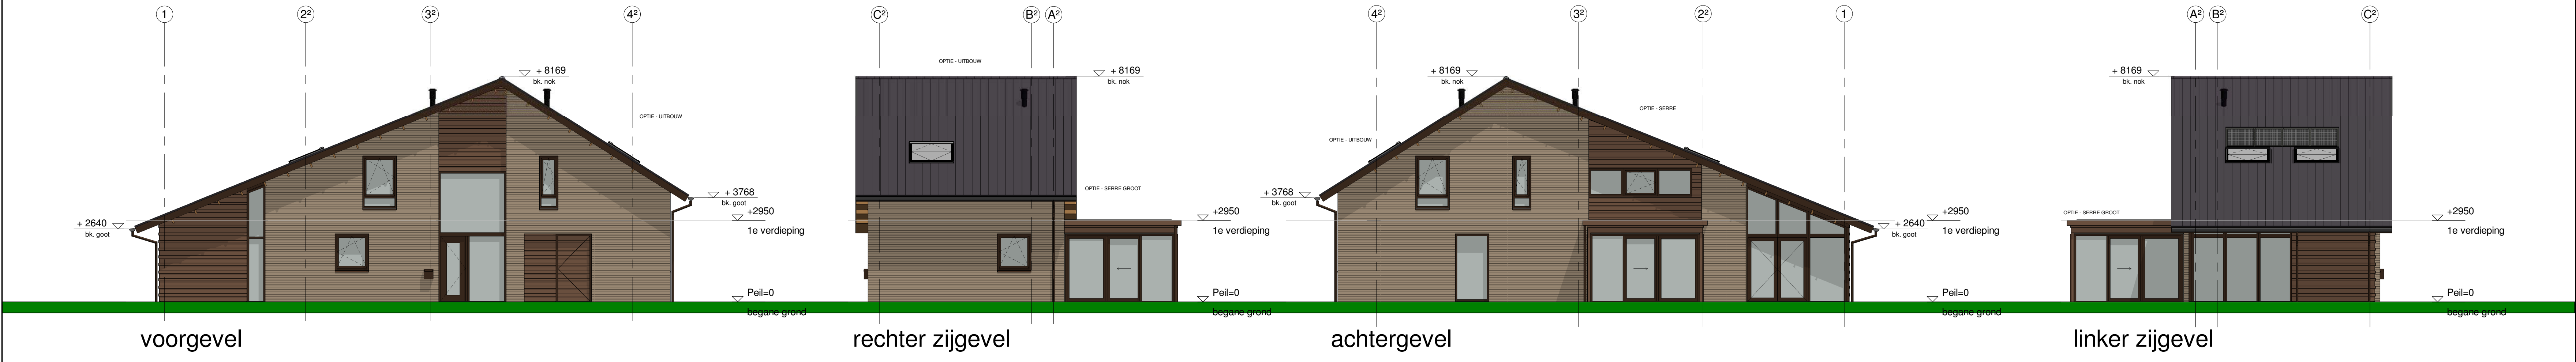 1
2²
3²
4²
C²
B²
A²
4²
3²
2²
1
A²
B²
C²
+ 8169
bk. nok
OPTIE - UITBOUW
+ 2640
bk. goot
+ 3768
bk. goot
+2950
1e verdieping
Peil=0
begane grond
voorgevel
OPTIE - UITBOUW
+ 8169
bk. nok
OPTIE - SERRE GROOT
+2950
1e verdieping
Peil=0
begane grond
rechter zijgevel
+ 8169
bk. nok
OPTIE - SERRE
OPTIE - UITBOUW
+ 3768
bk. goot
+ 2640
bk. goot
+2950
1e verdieping
Peil=0
begane grond
achtergevel
+ 8169
bk. nok
OPTIE - SERRE GROOT
+2950
1e verdieping
Peil=0
begane grond
linker zijgevel